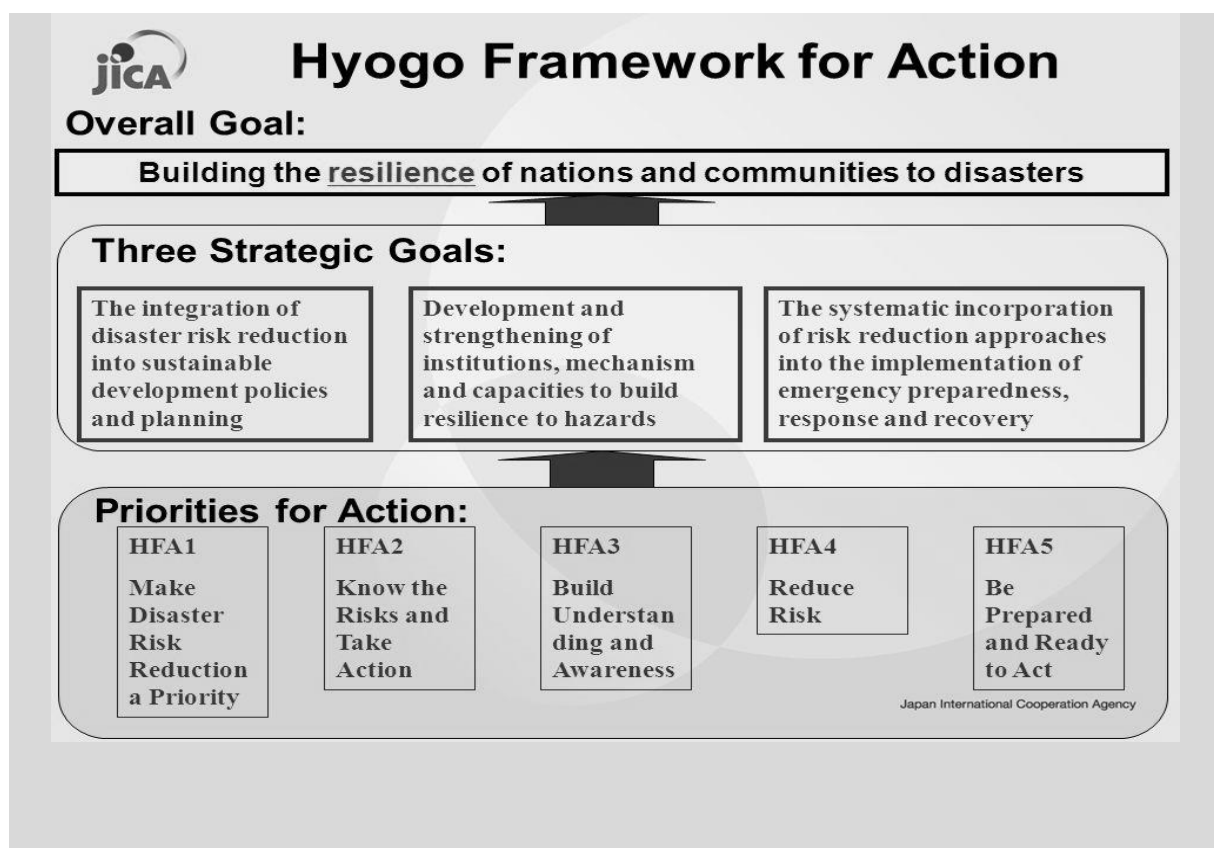 jICA
Hyogo Framework for Action
Overall Goal:
Building the resilience of nations and communities to disasters
Three Strategic Goals:
The integration of
disaster risk reduction
into sustainable
development policies
and planning
Development and
strengthening of
institutions, mechanism
and capacities to build
resilience to hazards
The systematic incorporation
of risk reduction approaches
into the implementation of
emergency preparedness,
response and recovery
Priorities for Action:
HFA1
Make
Disaster
Risk
Reduction
a Priority
HFA2
Know the
Risks and
Take
Action
HFA3
Build
Understan
ding and
Awareness
HFA4
Reduce
Risk
HFA5
Be
Prepared
and Ready
to Act
Japan International Cooperation Agency